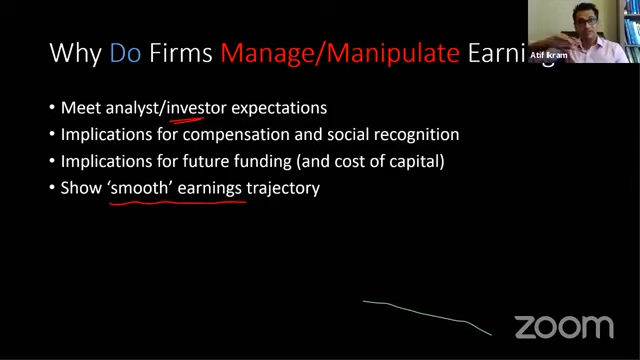 Why Do Firms Manage/Manipulate Earning
• Meet analyst/investor expectations
• Implications for compensation and social recognition
• Implications for future funding (and cost of capital)
• Show ‘smooth’ earnings trajectory
Atif Ikram
zoom